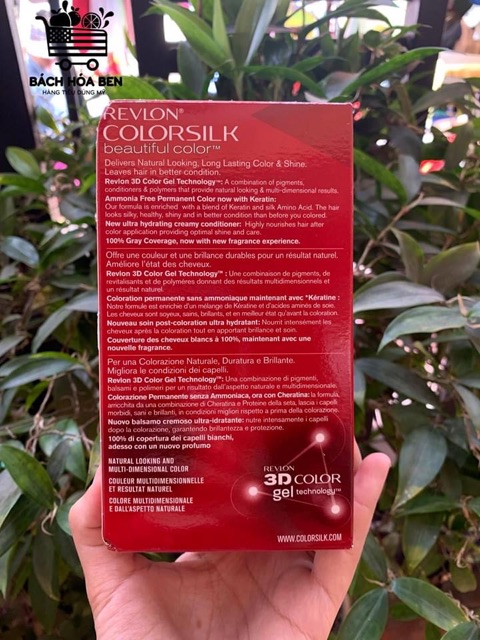 BÁCH HÓA BEN
HÀNG TIÊU DÙNG MỸ
REVLON®
COLORSILK
beautiful color™
Delivers Natural Looking, Long Lasting Color & Shine.
Leaves hair in better condition.
Revlon 3D Color Gel Technology™: A combination of pigments,
conditioners & polymers that provide natural looking & multi-dimensional results.
Ammonia Free Permanent Color now with Keratin:
Our formula is enriched with a blend of Keratin and silk Amino Acid. The hair
looks silky, healthy, shiny and in better condition than before you colored.
New ultra hydrating creamy conditioner: Highly nourishes hair after
color application providing optimal shine and care.
100% Gray Coverage, now with new fragrance experience.
Offre une couleur et une brillance durables pour un résultat naturel.
Améliore l'état des cheveux.
Revlon 3D Color Gel Technology™ : Une combinaison de pigments, de
revitalisants et de polymères donnant des résultats multidimensionnels et
un résultat naturel.
Coloration permanente sans ammoniaque maintenant avec *Kératine :
Notre formule est enrichie d'un mélange de Kératine et d'acides aminés de soie.
Les cheveux sont soyeux, sains, brillants, et en meilleur état qu'avant la coloration.
Nouveau soin post-coloration ultra hydratant: Nourrit intensément les
cheveux après la coloration tout en apportant brillance et soin.
Couverture des cheveux blancs à 100%, maintenant avec une
nouvelle fragrance.
Per una Colorazione Naturale, Duratura e Brillante.
Migliora le condizioni dei capelli.
Revlon 3D Color Gel Technology™: Una combinazione di pigmenti,
balsami e polimeri per un risultato dall'aspetto naturale e multidimensionale.
Colorazione Permanente senza Ammoniaca, ora con Cheratina: la formula,
arricchita da una combinazione di Cheratina e Proteine della seta, lascia i capelli
morbidi, sani e brillanti, in condizioni migliori rispetto a prima della colorazione.
Nuovo balsamo cremoso ultra-idratante: nutre intensamente i capelli
dopo la colorazione, garantendo brillantezza e protezione.
100% di copertura dei capelli bianchi,
adesso con un nuovo profumo
NATURAL LOOKING AND
MULTI-DIMENSIONAL COLOR
COULEUR MULTIDIMENSIONNELLE
ET RESULTAT NATUREL
COLORE MULTIDIMENSIONALE
E DALL'ASPETTO NATURALE
REVLON
3D COLOR
gel technology™
WWW.COLORSILK.COM